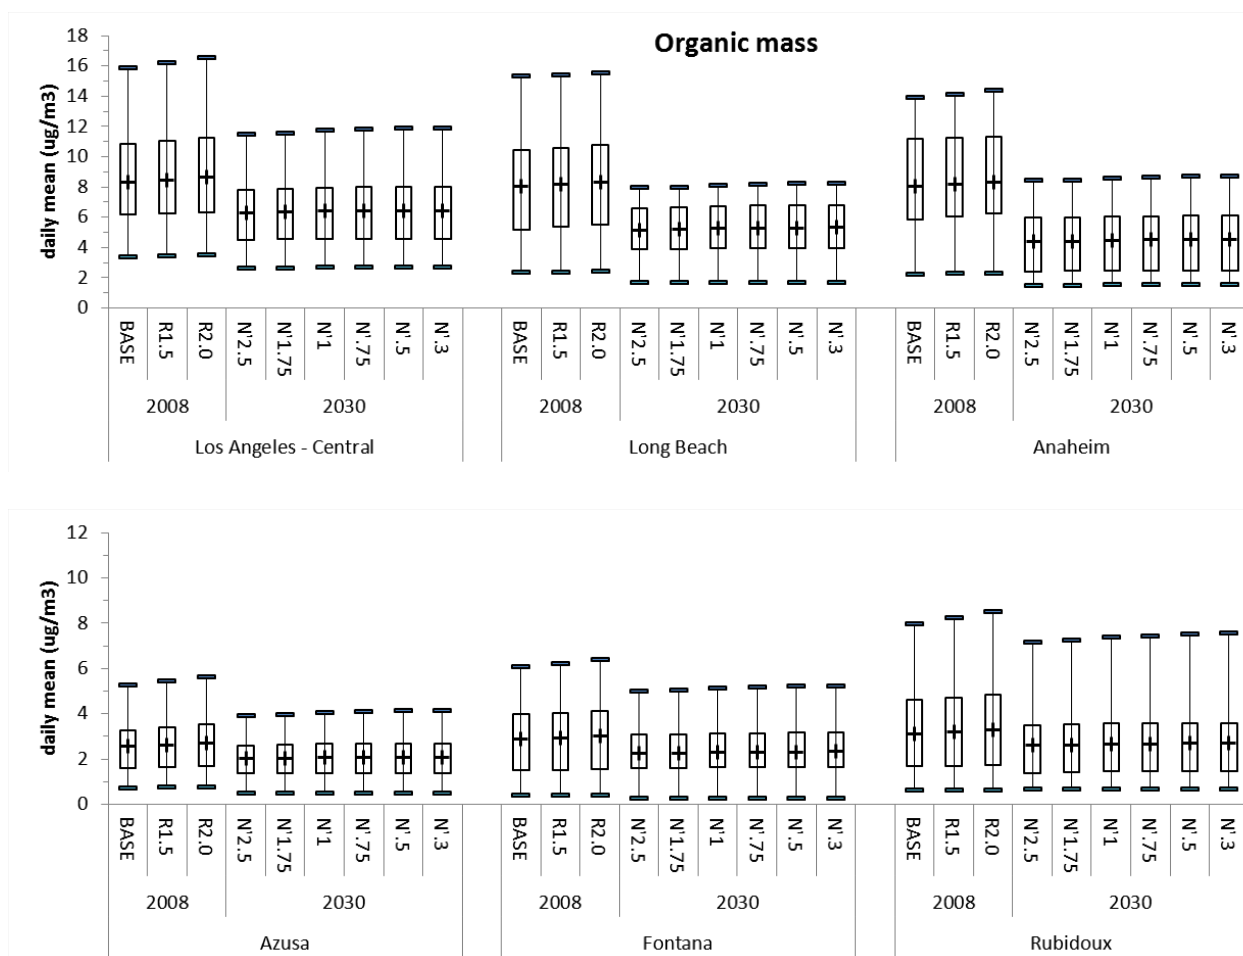 Organic mass
daily mean (ug/m3)
18
16
14
12
10
8
6
4
2
0
BASE R1.5 R2.0 N'2.5 N'1.75 N'1 N'.75 N'.5 N'.3 BASE R1.5 R2.0 N'2.5 N'1.75 N'1 N'.75 N'.5 N'.3 BASE R1.5 R2.0 N'2.5 N'1.75 N'1 N'.75 N'.5 N'.3
2008 2030 2008 2030 2008 2030
Los Angeles - Central Long Beach Anaheim
daily mean (ug/m3)
12
10
8
6
4
2
0
BASE R1.5 R2.0 N'2.5 N'1.75 N'1 N'.75 N'.5 N'.3 BASE R1.5 R2.0 N'2.5 N'1.75 N'1 N'.75 N'.5 N'.3 BASE R1.5 R2.0 N'2.5 N'1.75 N'1 N'.75 N'.5 N'.3
2008 2030 2008 2030 2008 2030
Azusa Fontana Rubidoux